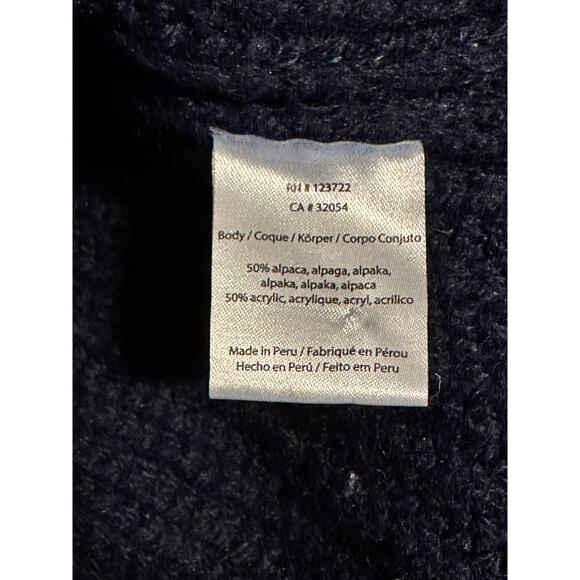 RN # 123722
CA # 32054
Body / Coque / Körper / Corpo Conjuto
50% alpaca, alpaga, alpaka,
alpaka, alpaka, alpaca
50% acrylic, acrylique, acryl, acrilico
Made in Peru / Fabriqué en Pérou
Hecho en Perú / Feito em Peru